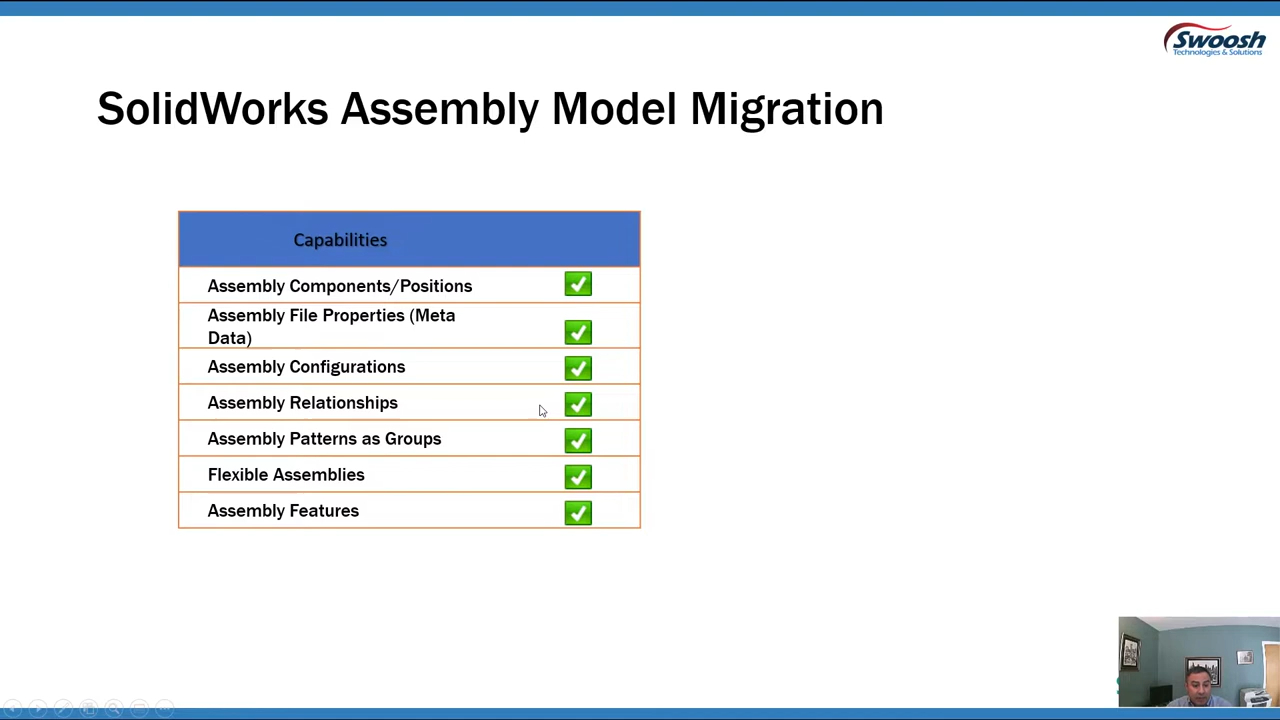 Swoosh
Technologies & Solutions
SolidWorks Assembly Model Migration
Capabilities
Assembly Components/Positions
Assembly File Properties (Meta
Data)
Assembly Configurations
Assembly Relationships
Assembly Patterns as Groups
Flexible Assemblies
Assembly Features